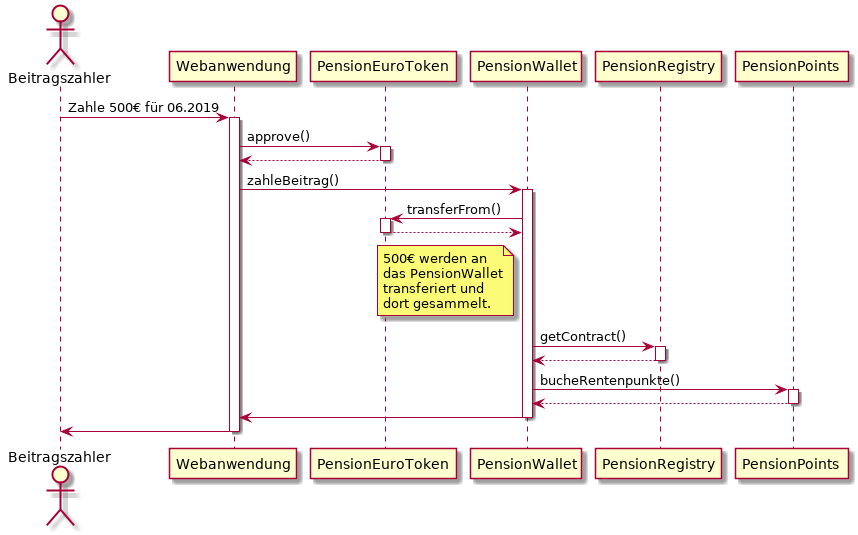 Beitragszahler
Webanwendung
PensionEuroToken
PensionWallet
PensionRegistry
PensionPoints
Zahle 500€ für 06.2019
approve()
zahleBeitrag()
transferFrom()
500€ werden an
das PensionWallet
transferiert und
dort gesammelt.
getContract()
bucheRentenpunkte()
Beitragszahler
Webanwendung
PensionEuroToken
PensionWallet
PensionRegistry
PensionPoints